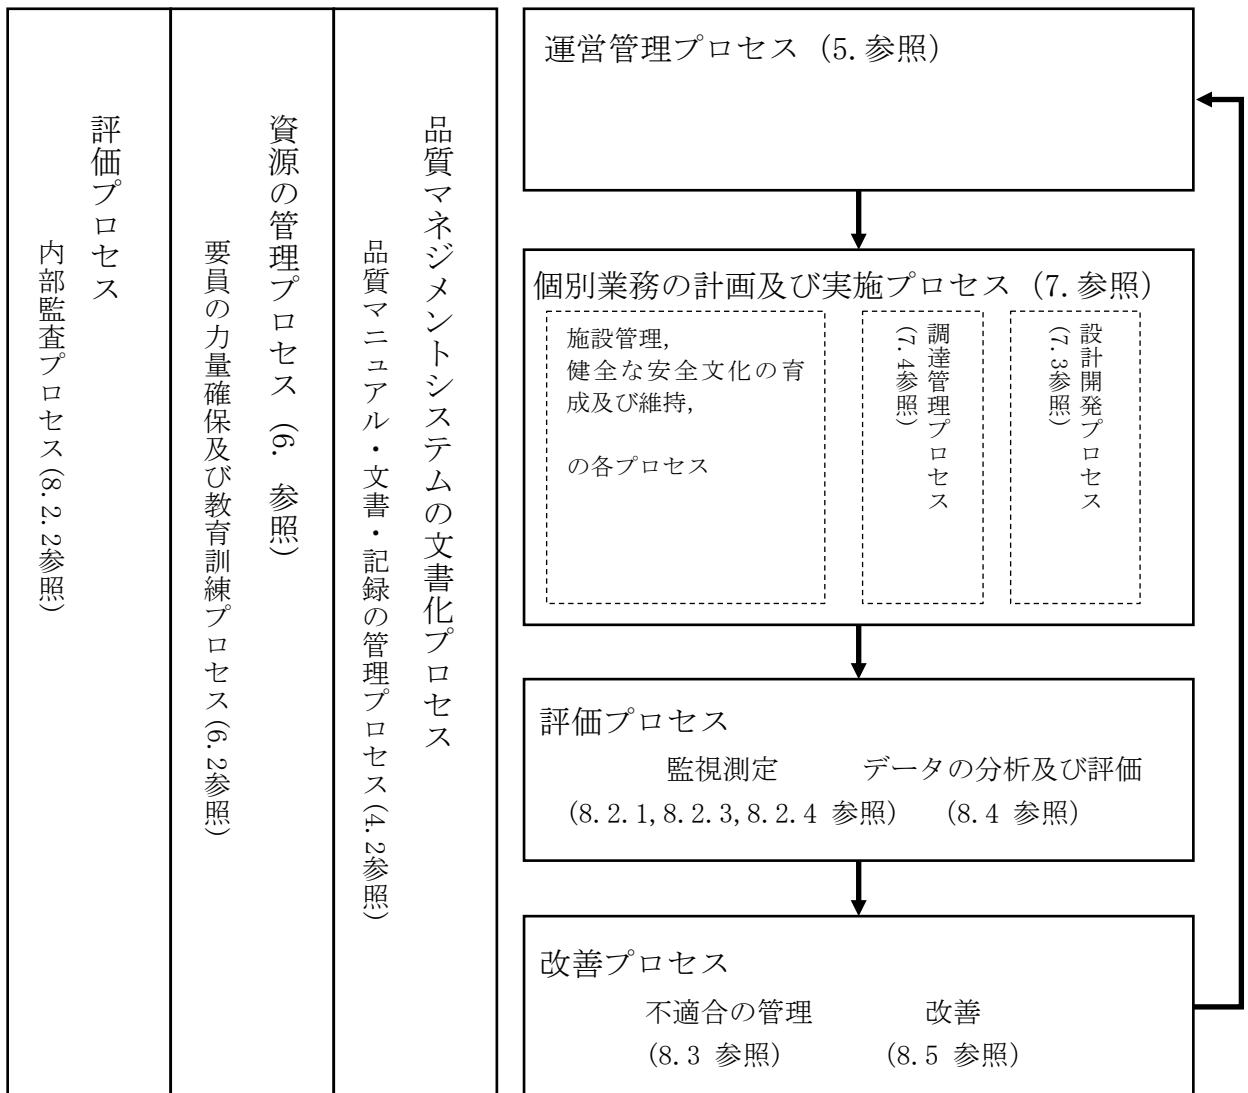 運営管理プロセス (5.参照)
個別業務の計画及び実施プロセス (7.参照)
施設管理,
健全な安全文化の育
成及び維持,
の各プロセス
調達管理プロセス
(7.4参照)
設計開発プロセス
(7.3参照)
評価プロセス
監視測定 データの分析及び評価
(8.2.1,8.2.3,8.2.4 参照) (8.4 参照)
改善プロセス
不適合の管理 改善
(8.3 参照) (8.5 参照)
品質マネジメントシステムの文書化プロセス
品質マニュアル・文書・記録の管理プロセス(4.2参照)
資源の管理プロセス (6. 参照)
要員の力量確保及び教育訓練プロセス(6.2参照)
評価プロセス
内部監査プロセス(8.2.2参照)